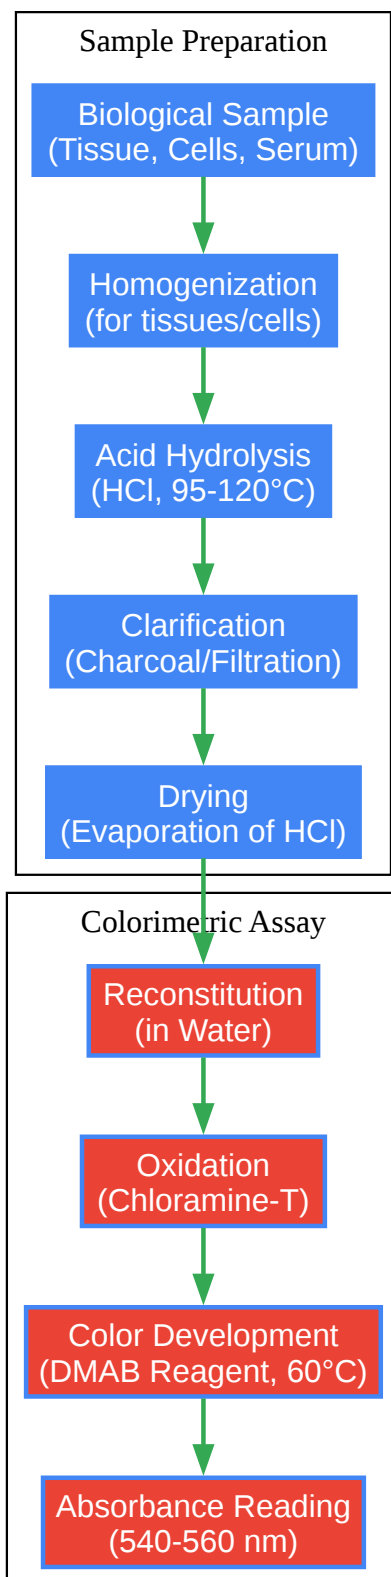 Sample Preparation
Biological Sample
(Tissue, Cells, Serum)
Homogenization
(for tissues/cells)
Acid Hydrolysis
(HCl, 95-120°C)
Clarification
(Charcoal/Filtration)
Drying
(Evaporation of HCl)
Colorimetric Assay
Reconstitution
(in Water)
Oxidation
(Chloramine-T)
Color Development
(DMAB Reagent, 60°C)
Absorbance Reading
(540-560 nm)